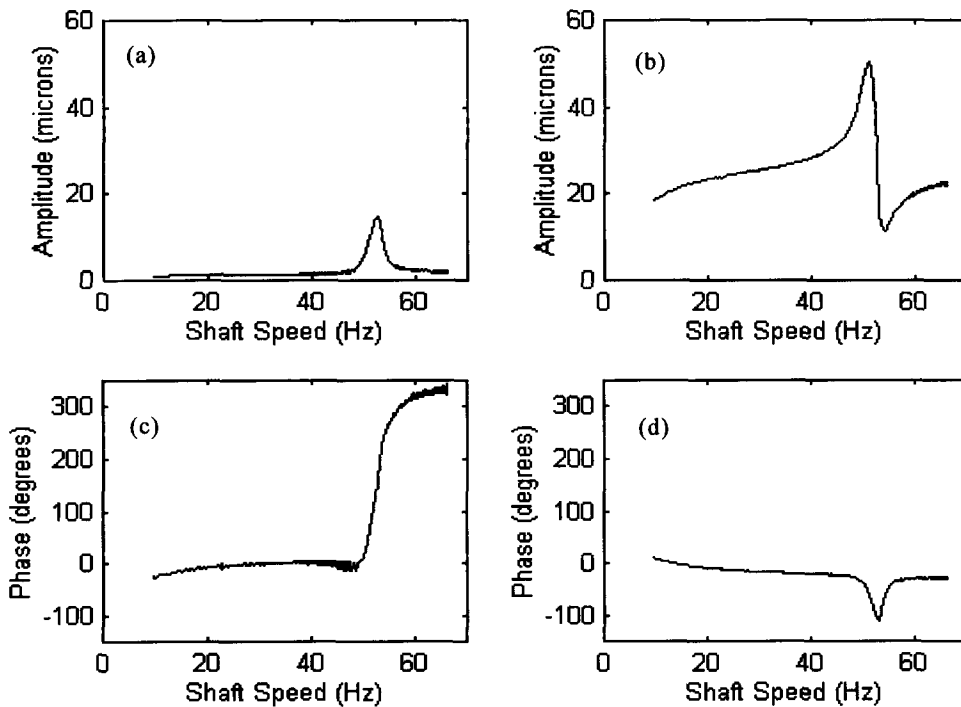 60
40
20
0
Amplitude (microns)
(a)
0 20 40 60
Shaft Speed (Hz)
60
40
20
0
Amplitude (microns)
(b)
0 20 40 60
Shaft Speed (Hz)
300
200
100
0
-100
Phase (degrees)
(c)
0 20 40 60
Shaft Speed (Hz)
300
200
100
0
-100
Phase (degrees)
(d)
0 20 40 60
Shaft Speed (Hz)